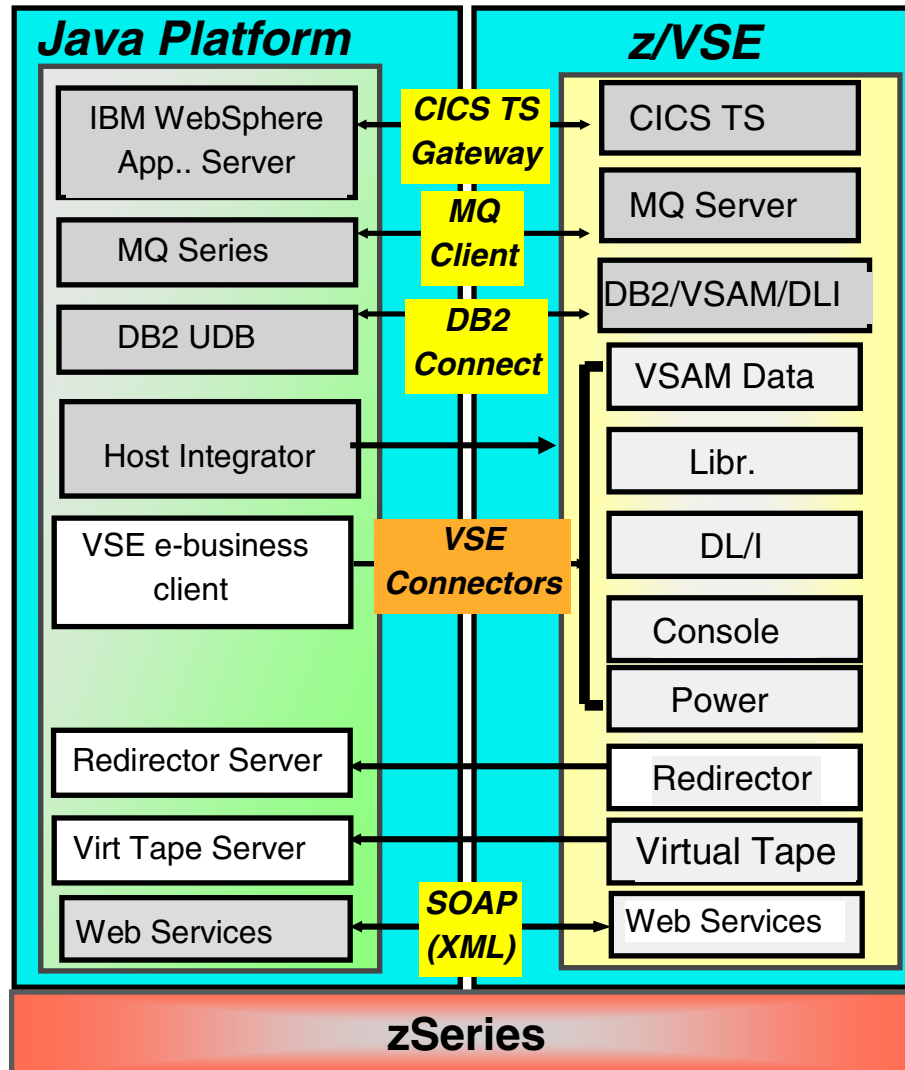 Java Platform
z/VSE
IBM WebSphere
App.. Server
CICS TS
Gateway
CICS TS
MQ Series
MQ
Client
MQ Server
DB2 UDB
DB2
Connect
DB2/VSAM/DLI
Host Integrator
VSE e-business
client
VSE
Connectors
VSAM Data
Libr.
DL/I
Console
Power
Redirector Server
Redirector
Virt Tape Server
Virtual Tape
Web Services
SOAP
(XML)
Web Services
zSeries